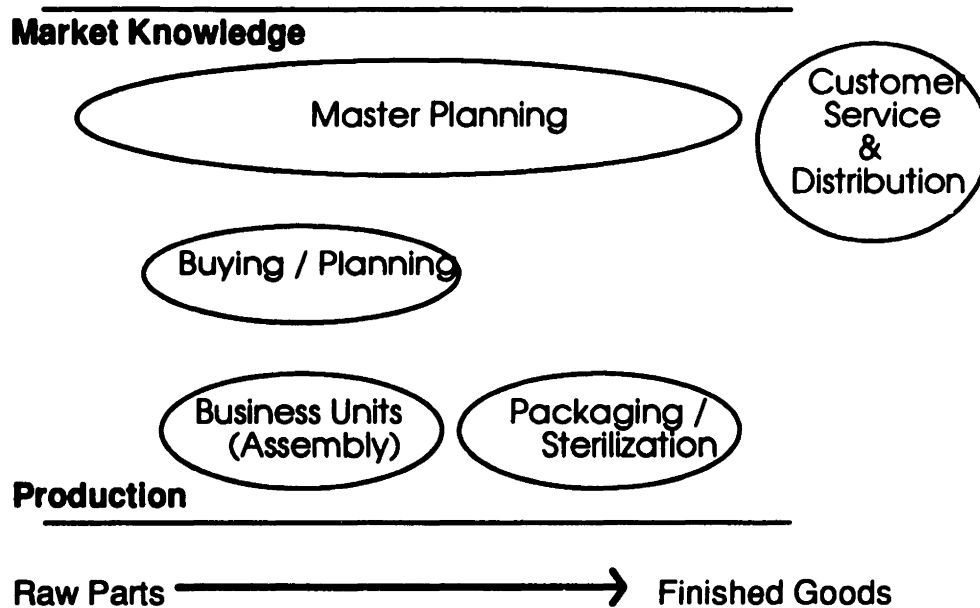 Market Knowledge
Master Planning
Customer
Service
&
Distribution
Buying / Planning
Business Units
(Assembly)
Packaging /
Sterilization
Production
Raw Parts
Finished Goods